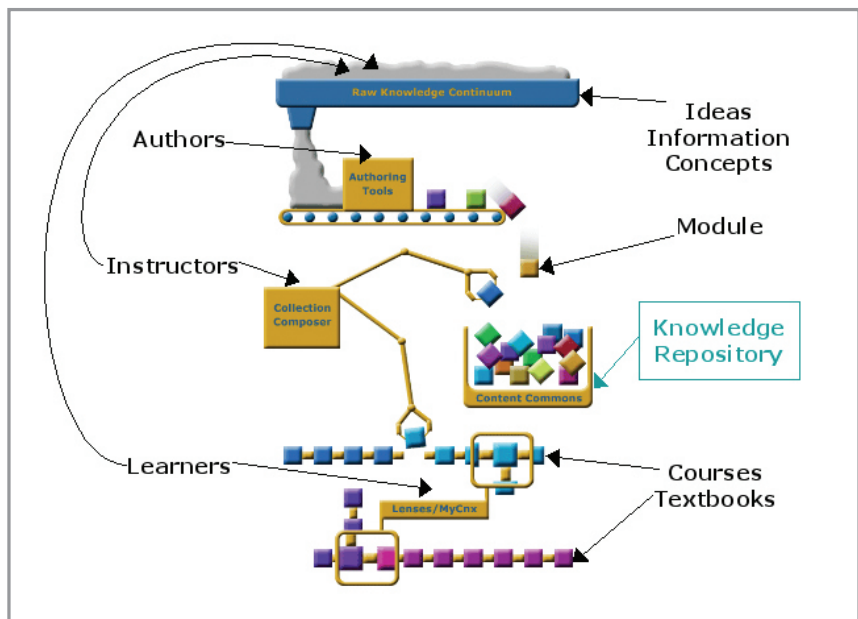 Raw Knowledge Continuum
Ideas
Information
Concepts
Authors
Authoring
Tools
Module
Instructors
Collection
Composer
Knowledge
Repository
Content Commons
Learners
Courses
Textbooks
Lenses/MyCnx